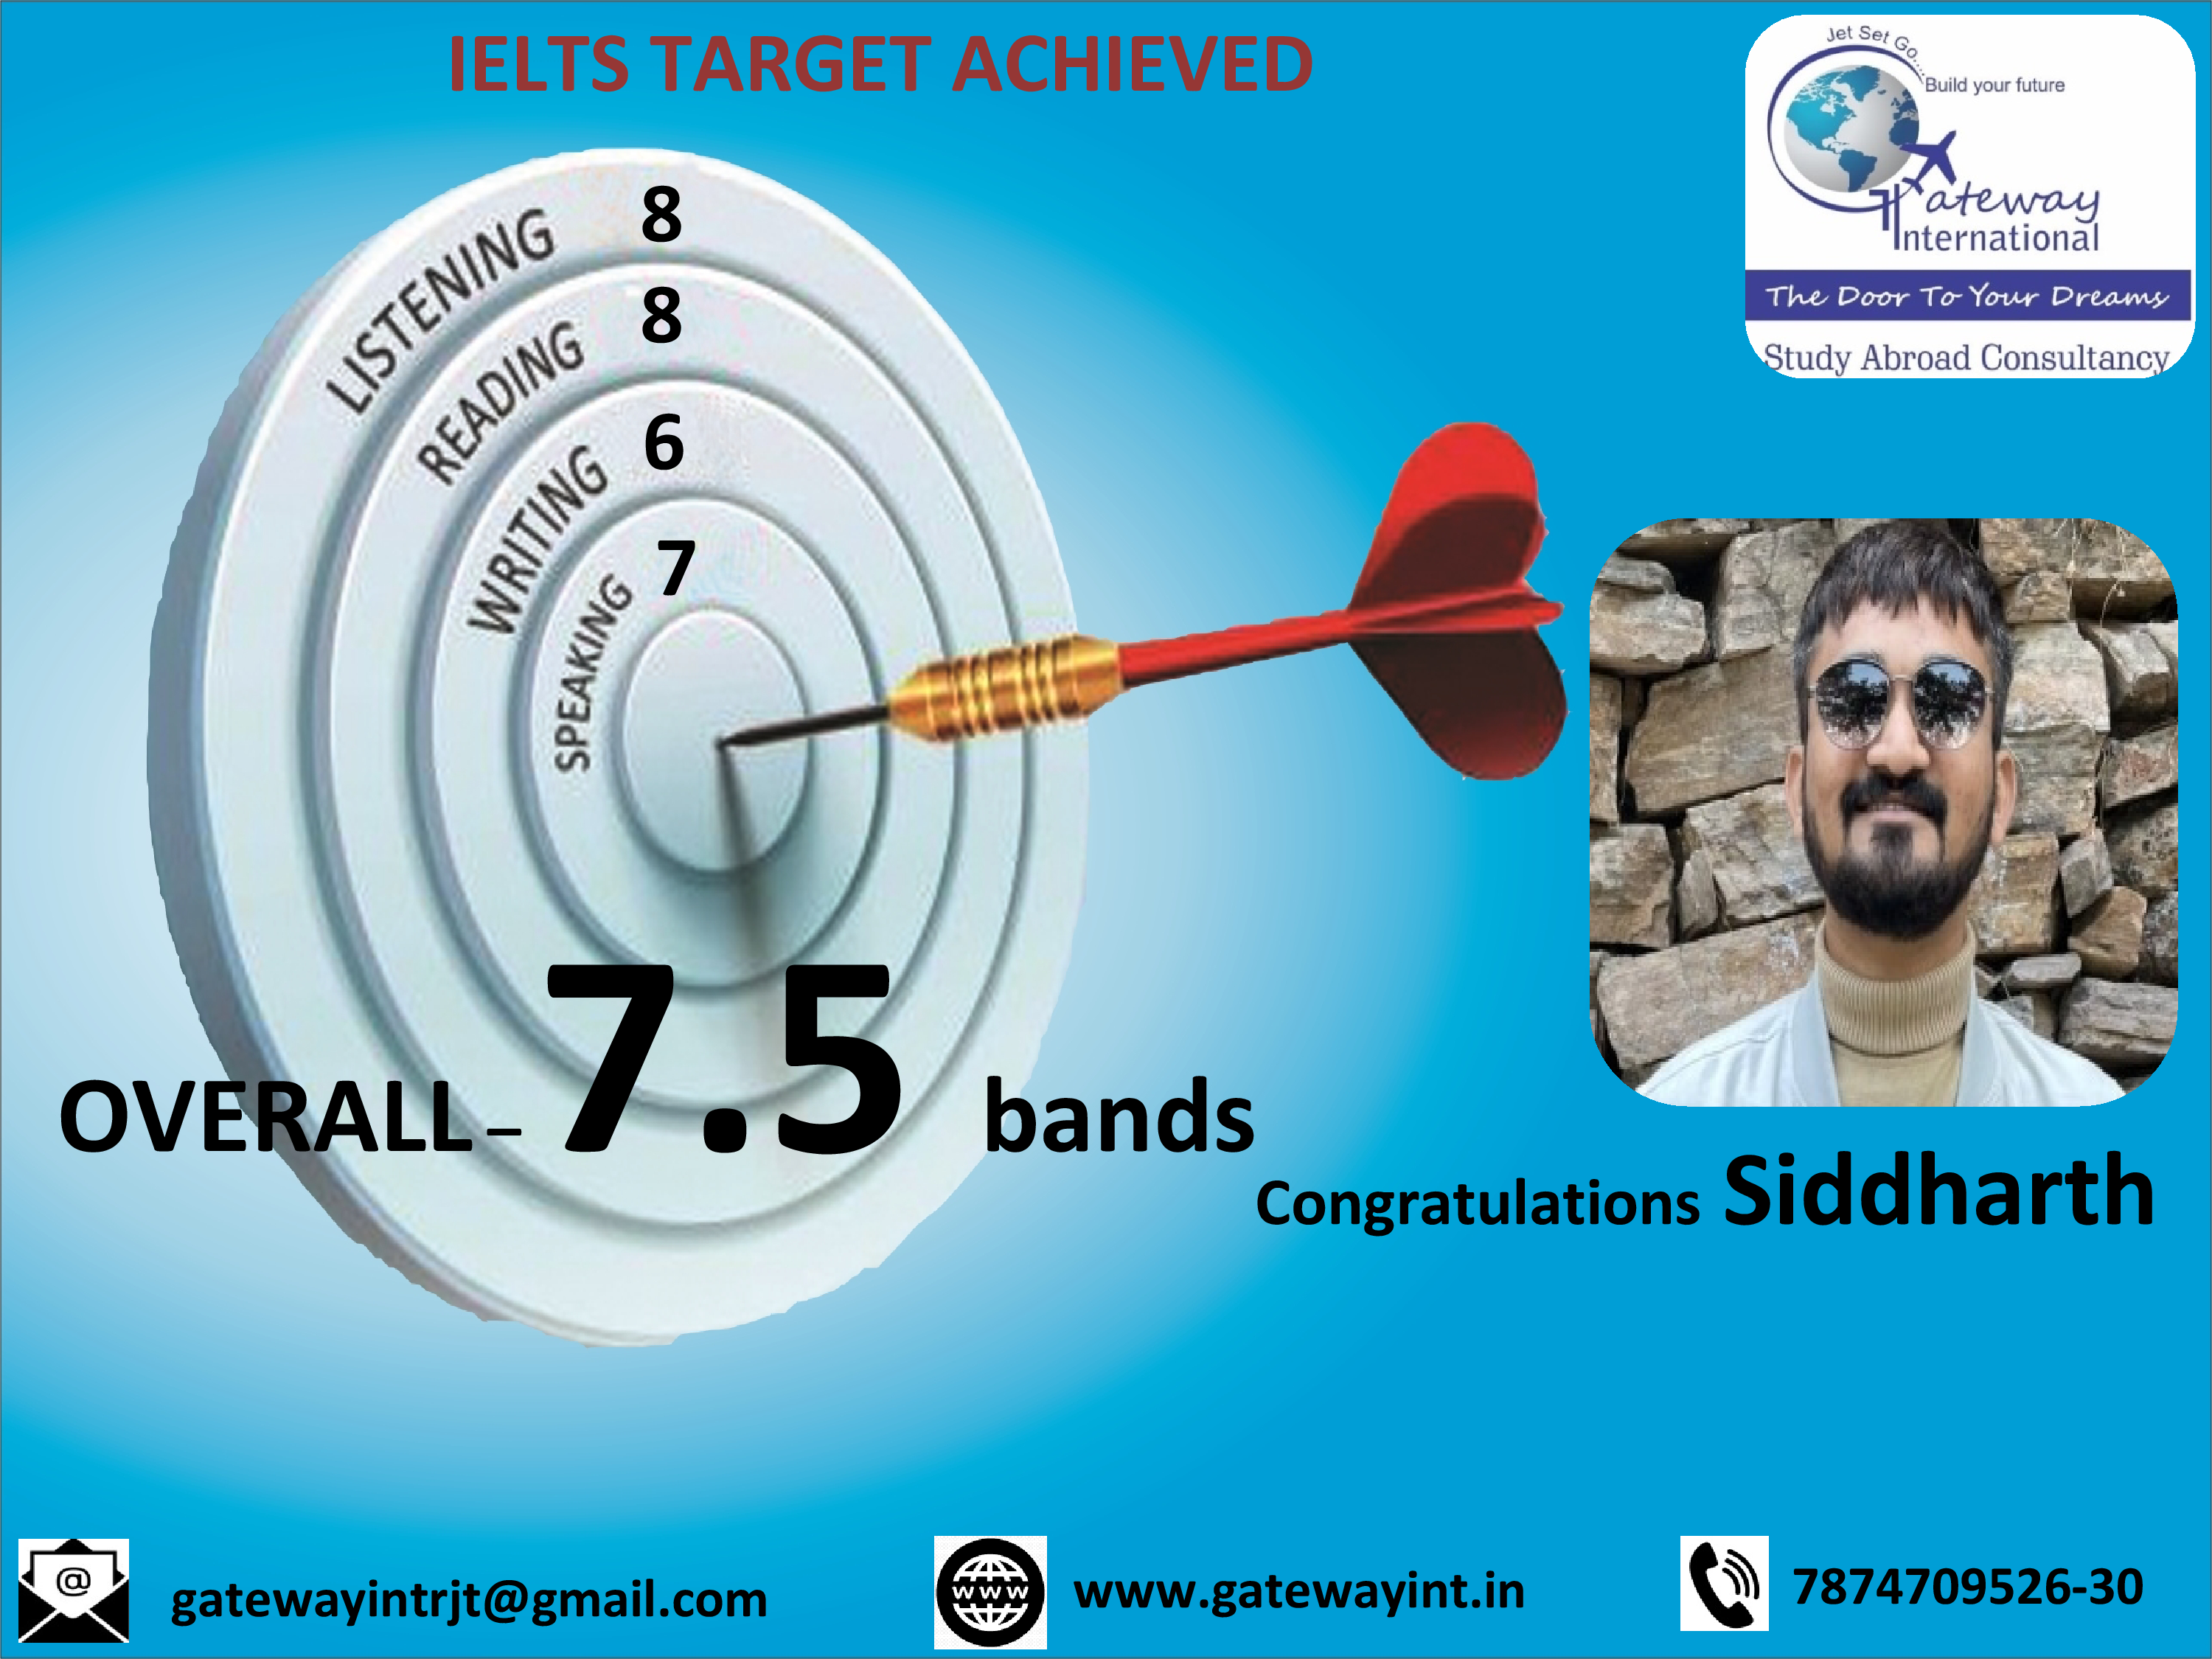 IELTS TARGET ACHIEVED
Jet Set Go....
Build your future
Gateway
International
The Door To Your Dreams
Study Abroad Consultancy
LISTENING 8
READING 8
WRITING 6
SPEAKING 7
OVERALL – 7.5 bands
Congratulations Siddharth
@
gatewayintrjt@gmail.com
www
www.gatewayint.in
7874709526-30